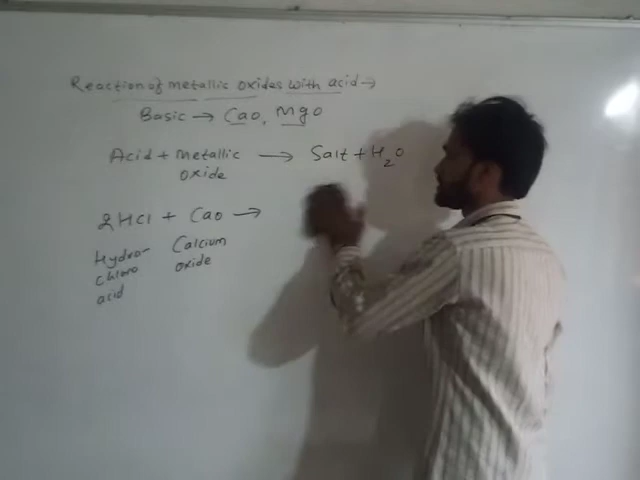 Reaction of metallic oxides with acid →
Basic → Cao, Mgo
Acid + metallic → Salt + H₂O
oxide
2HCl + Cao →
Hydro- Calcium
chloro oxide
acid